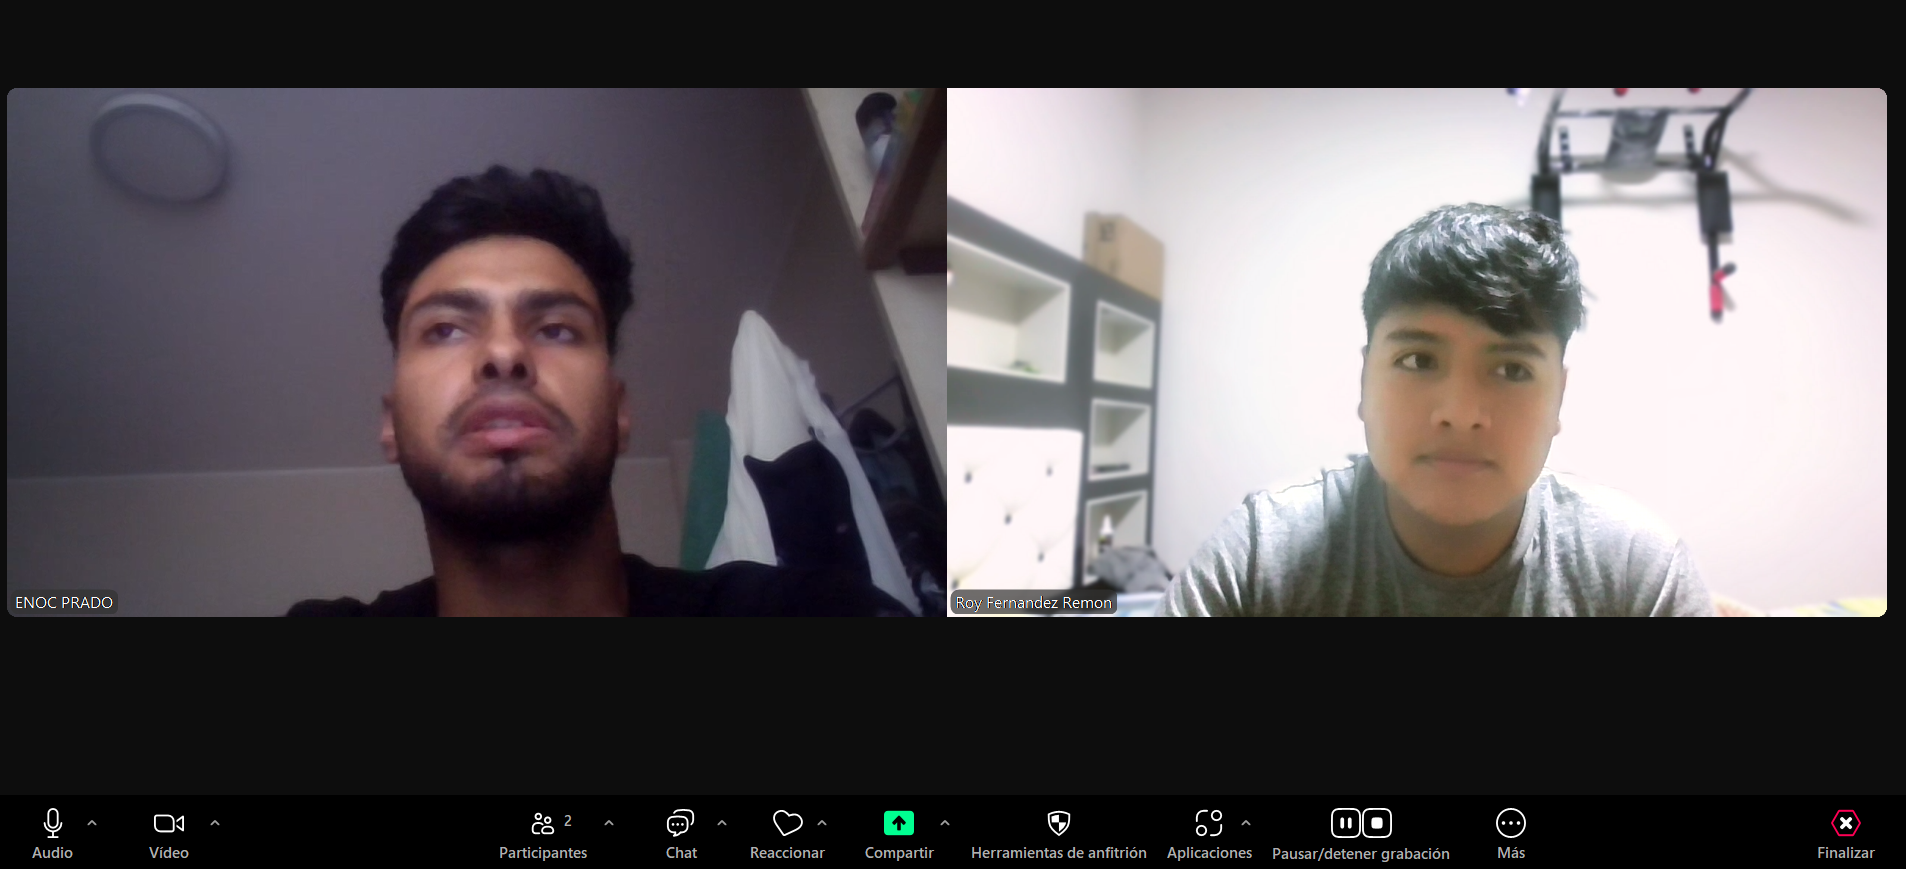 ENOC PRADO
Roy Fernandez Remon
Audio
Vídeo
2
Participantes
Chat
Reaccionar
Compartir
Herramientas de anfitrión
Aplicaciones
Pausar/detener grabación
Más
Finalizar